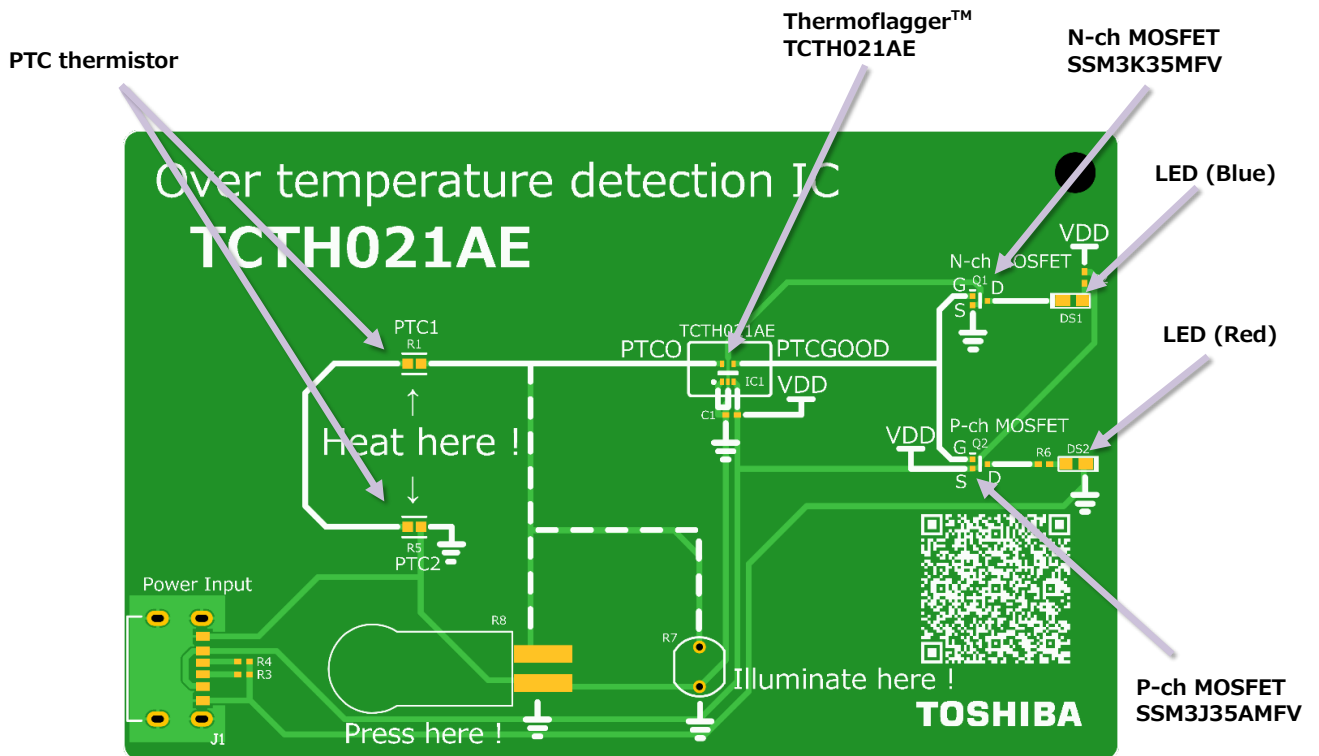 Thermoflagger™
TCTH021AE
N-ch MOSFET
SSM3K35MFV
PTC thermistor
LED (Blue)
Over temperature detection IC
TCTH021AE
VDD
N-ch MOSFET
G Q1 D
S
DS1
PTC1
R1
TCTH021AE
PTCO
PTCGOOD
IC1
VDD
C1
LED (Red)
↑
Heat here !
↓
P-ch MOSFET
VDD
G Q2
R6
DS2
S D
R5
PTC2
Power Input
R8
R7
R4
R3
Illuminate here !
J1
Press here !
TOSHIBA
P-ch MOSFET
SSM3J35AMFV